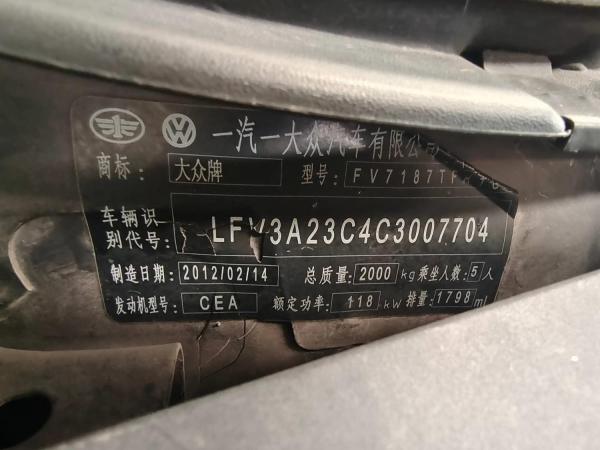 一汽一大众汽车有限公
商标: 大众牌 型号: FV7187TF
车辆识
别代号: LFV3A23C4C3007704
制造日期: 2012/02/14 总质量: 2000 kg 乘坐人数: 5 人
发动机型号: CEA 额定功率: 118 kW 排量: 1798 ml